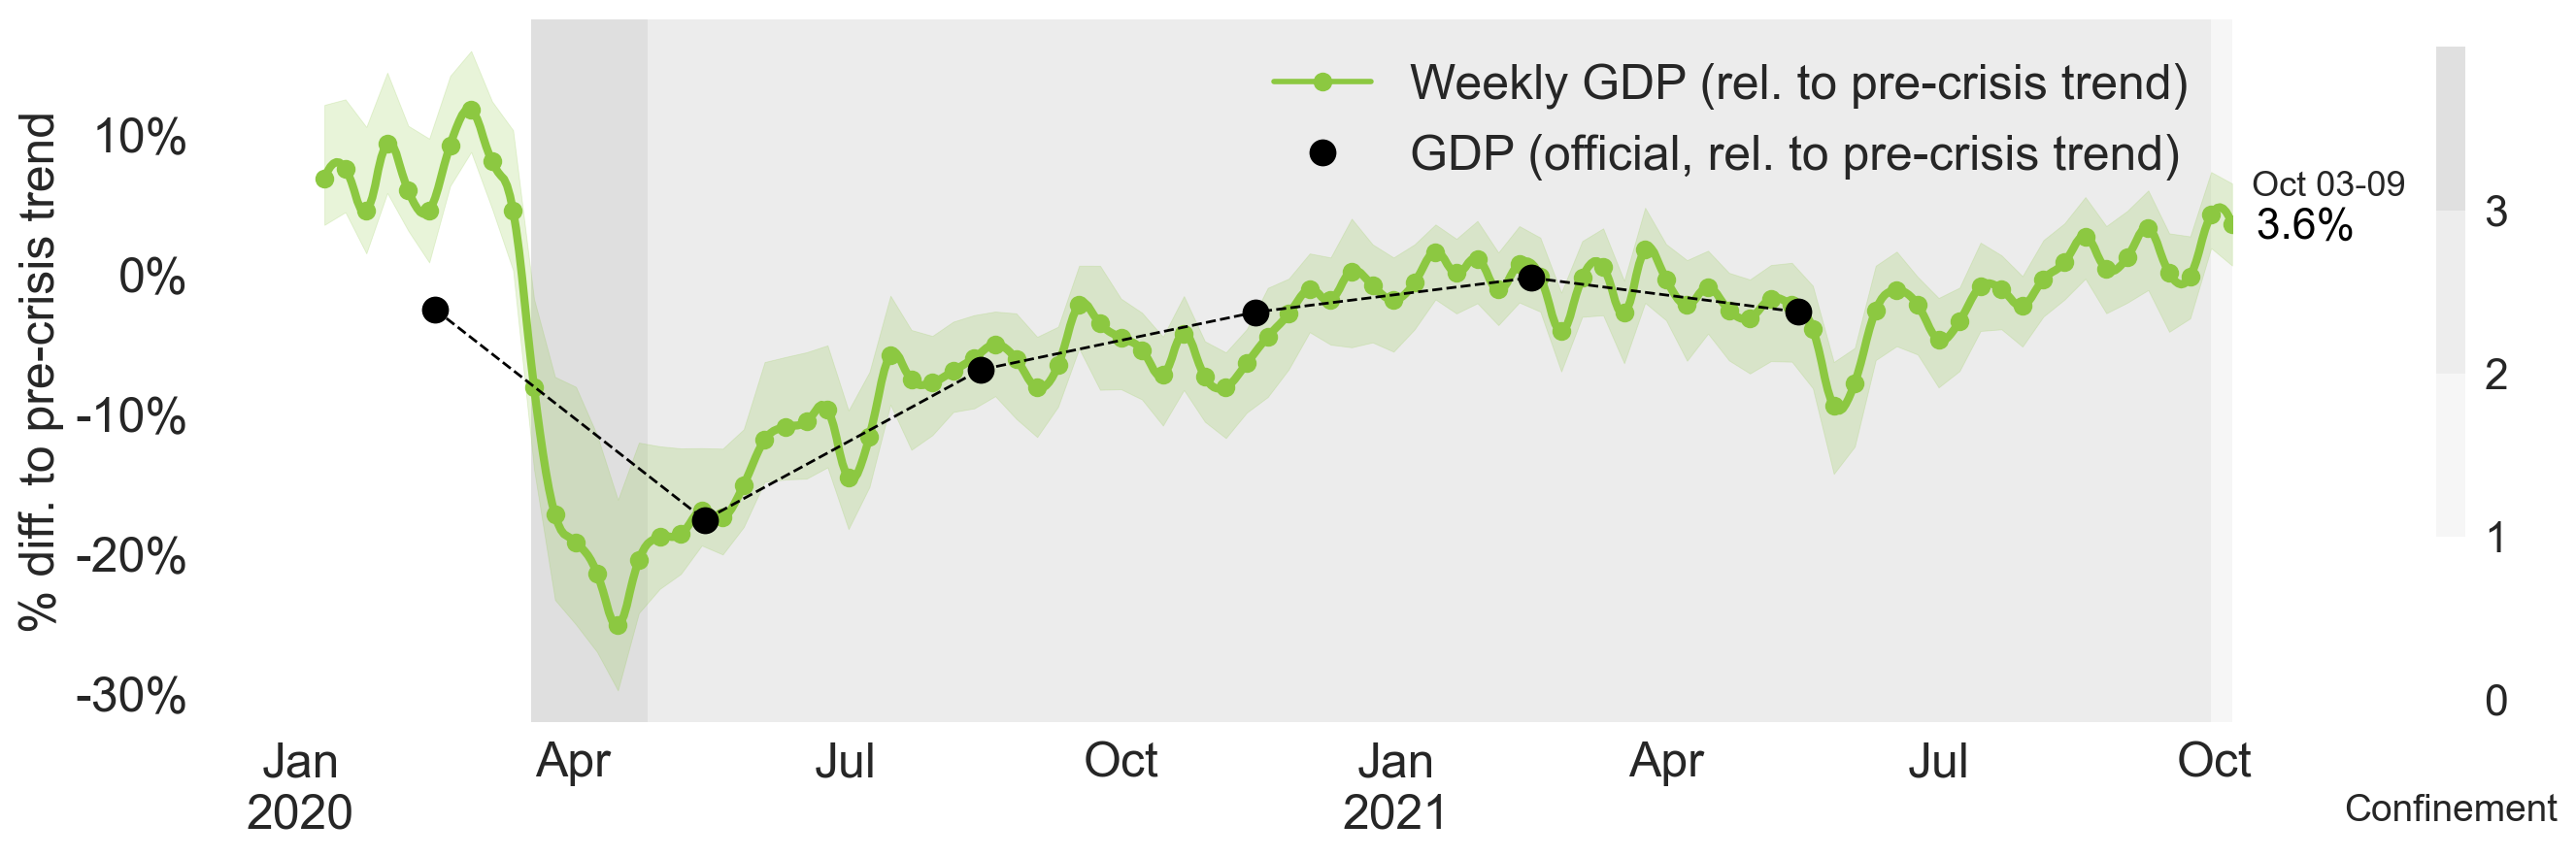 % diff. to pre-crisis trend
10%
0%
-10%
-20%
-30%
Weekly GDP (rel. to pre-crisis trend)
GDP (official, rel. to pre-crisis trend)
Oct 03-09
3.6%
3
2
1
0
Confinement
Jan Apr Jul Oct Jan Apr Jul Oct
2020 2021